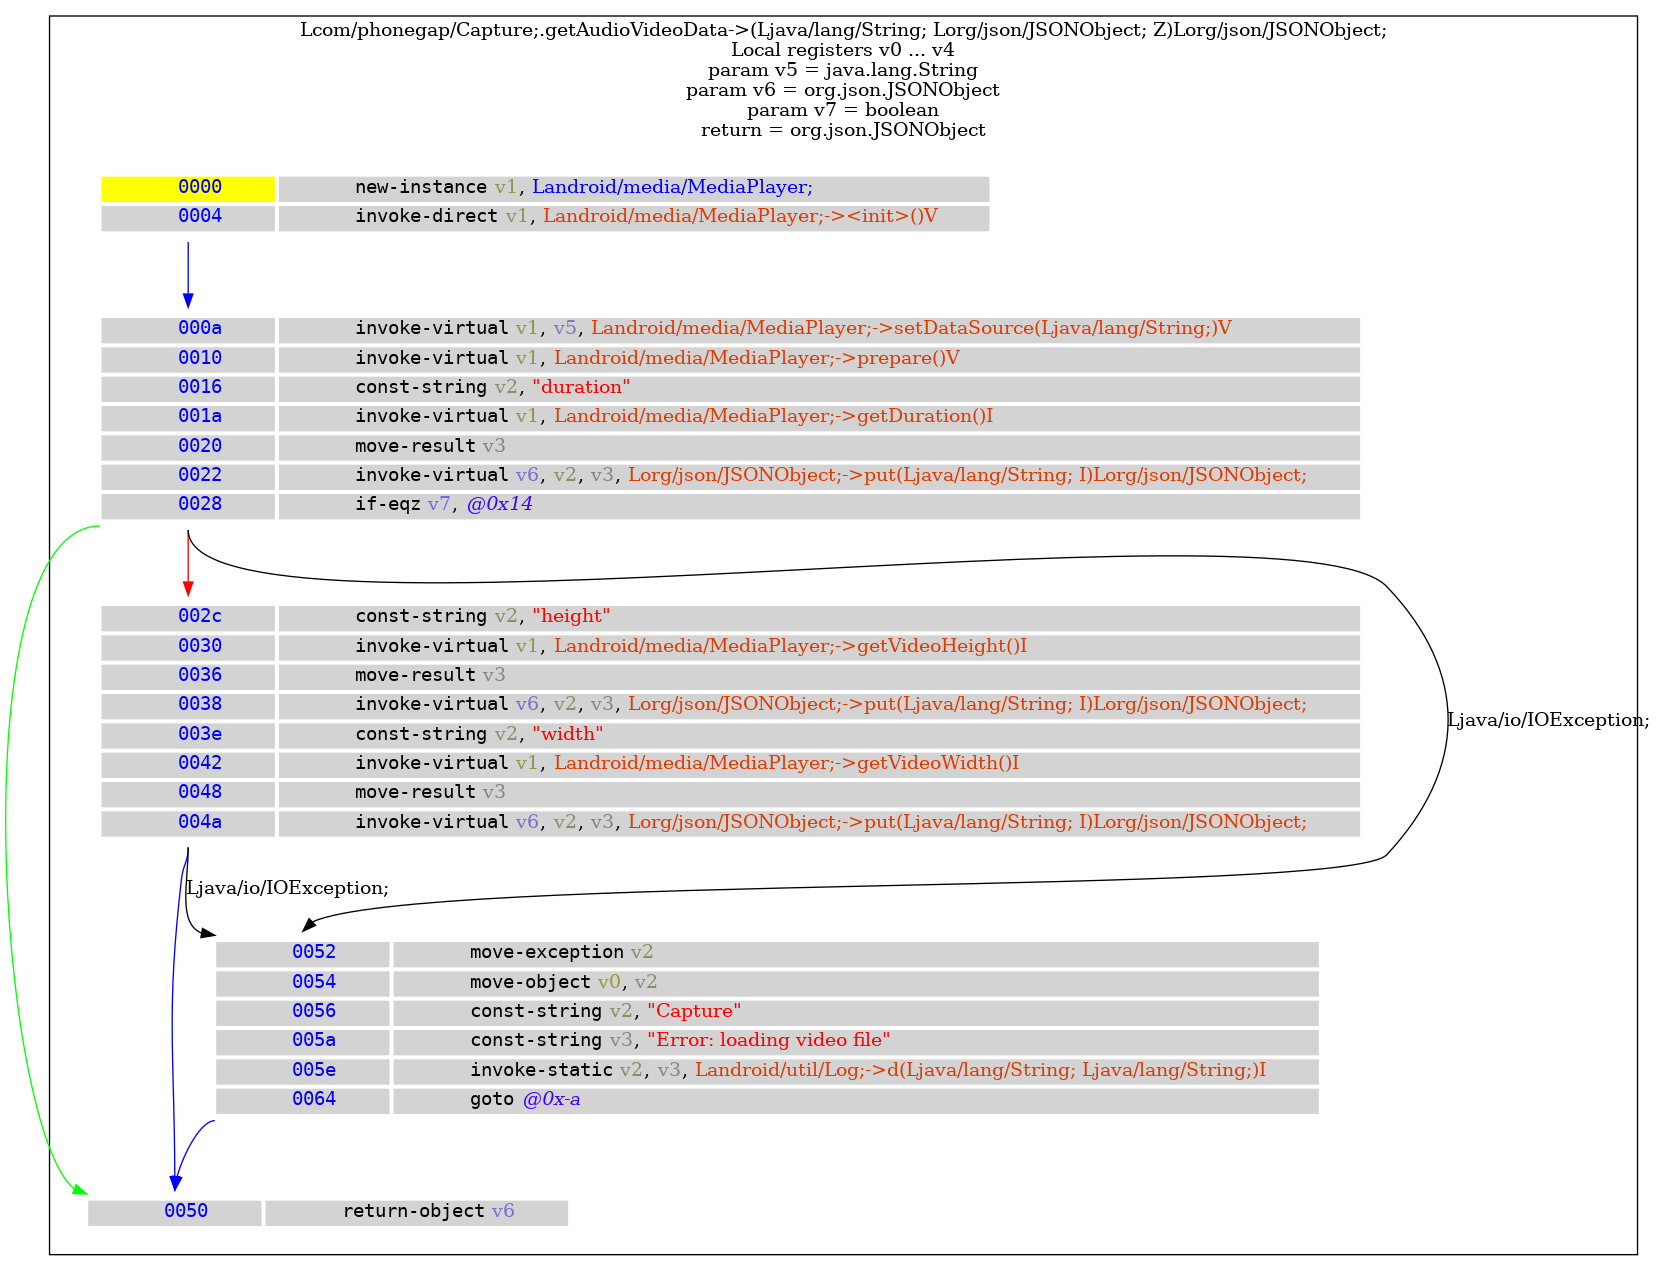 Lcom/phonegap/Capture;.getAudioVideoData->(Ljava/lang/String; Lorg/json/JSONObject; Z)Lorg/json/JSONObject;
Local registers v0 ... v4
param v5 = java.lang.String
param v6 = org.json.JSONObject
param v7 = boolean
return = org.json.JSONObject
0000 new-instance v1, Landroid/media/MediaPlayer;
0004 invoke-direct v1, Landroid/media/MediaPlayer;-><init>()V
000a invoke-virtual v1, v5, Landroid/media/MediaPlayer;->setDataSource(Ljava/lang/String;)V
0010 invoke-virtual v1, Landroid/media/MediaPlayer;->prepare()V
0016 const-string v2, "duration"
001a invoke-virtual v1, Landroid/media/MediaPlayer;->getDuration()I
0020 move-result v3
0022 invoke-virtual v6, v2, v3, Lorg/json/JSONObject;->put(Ljava/lang/String; I)Lorg/json/JSONObject;
0028 if-eqz v7, @0x14
002c const-string v2, "height"
0030 invoke-virtual v1, Landroid/media/MediaPlayer;->getVideoHeight()I
0036 move-result v3
0038 invoke-virtual v6, v2, v3, Lorg/json/JSONObject;->put(Ljava/lang/String; I)Lorg/json/JSONObject;
Ljava/io/IOException;
003e const-string v2, "width"
0042 invoke-virtual v1, Landroid/media/MediaPlayer;->getVideoWidth()I
0048 move-result v3
004a invoke-virtual v6, v2, v3, Lorg/json/JSONObject;->put(Ljava/lang/String; I)Lorg/json/JSONObject;
Ljava/io/IOException;
0052 move-exception v2
0054 move-object v0, v2
0056 const-string v2, "Capture"
005a const-string v3, "Error: loading video file"
005e invoke-static v2, v3, Landroid/util/Log;->d(Ljava/lang/String; Ljava/lang/String;)I
0064 goto @0x-a
0050 return-object v6